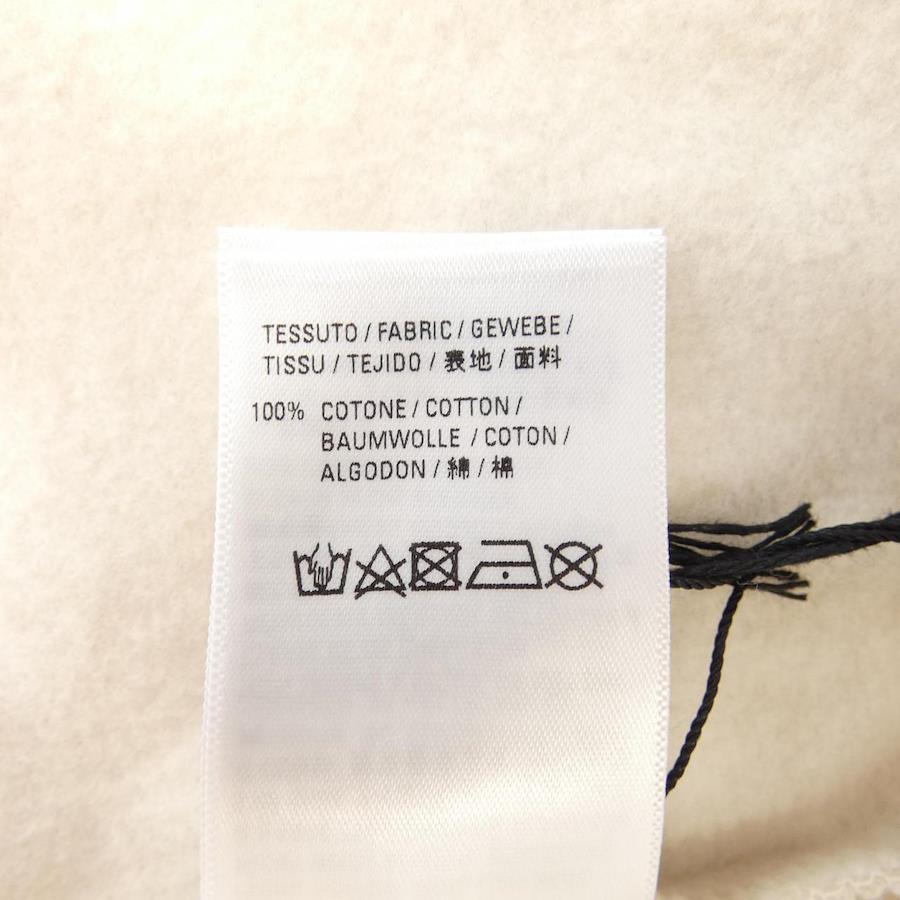 TESSUTO / FABRIC / GEWEBE /
TISSU / TEJIDO / 表地 / 面料
100% COTONE / COTTON /
BAUMWOLLE / COTON /
ALGODON / 綿 / 棉